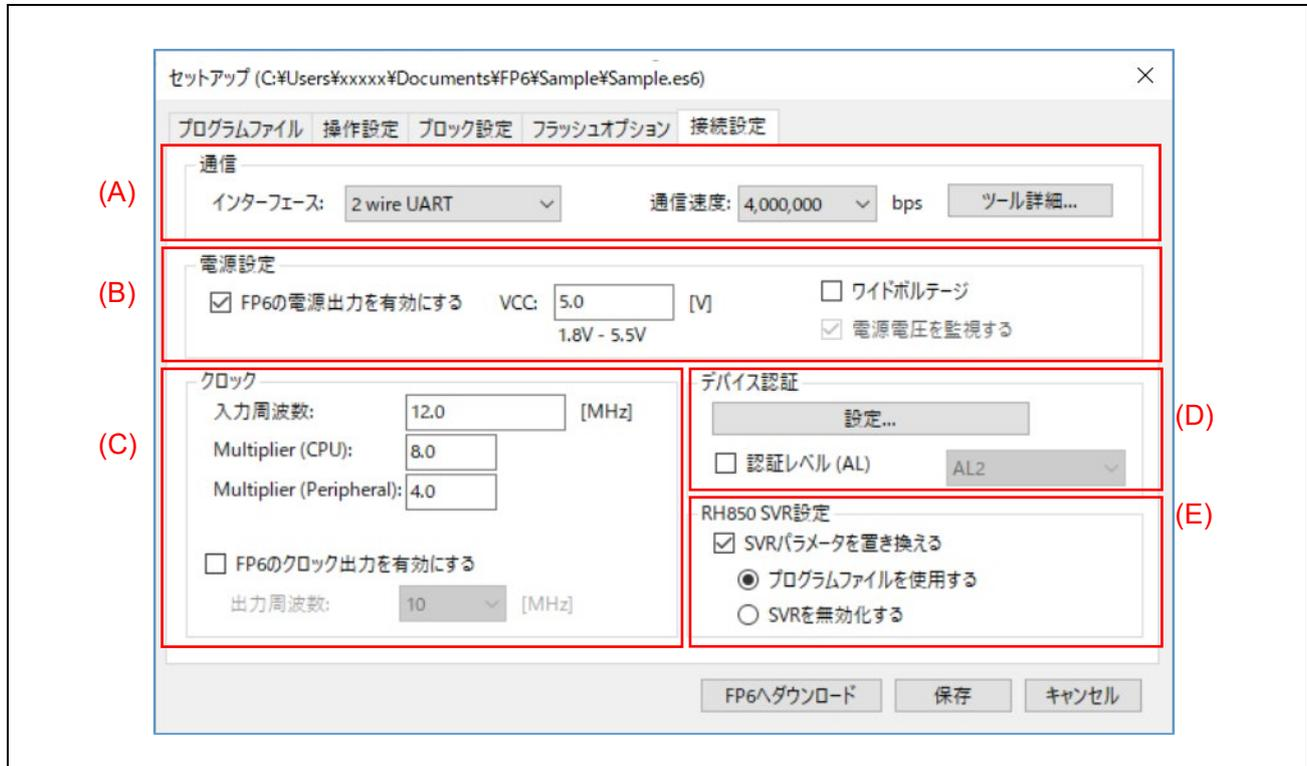 セットアップ (C:¥Users¥xxxxx¥Documents¥FP6¥Sample¥Sample.es6)
プログラムファイル 操作設定 ブロック設定 フラッシュオプション 接続設定
(A)
通信
インターフェース: 2 wire UART 通信速度: 4,000,000 bps ツール詳細...
(B)
電源設定
FP6の電源出力を有効にする VCC: 5.0 [V] ワイドボルテージ
1.8V - 5.5V 電源電圧を監視する
(C)
クロック
入力周波数: 12.0 [MHz]
Multiplier (CPU): 8.0
Multiplier (Peripheral): 4.0
FP6のクロック出力を有効にする
出力周波数: 10 [MHz]
(D)
デバイス認証
設定...
認証レベル (AL) AL2
(E)
RH850 SVR設定
SVRパラメータを置き換える
プログラムファイルを使用する
SVRを無効化する
FP6へダウンロード 保存 キャンセル